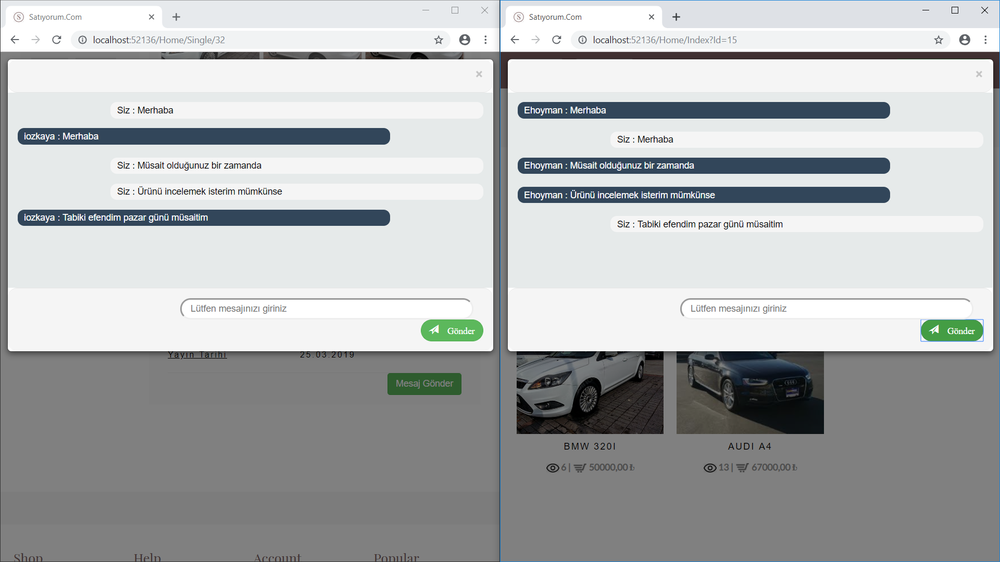 Satıyorum.Com
localhost:52136/Home/Single/32
×
Siz : Merhaba
iozkaya : Merhaba
Siz : Müsait olduğunuz bir zamanda
Siz : Ürünü incelemek isterim mümkünse
iozkaya : Tabiki efendim pazar günü müsaitim
Lütfen mesajınızı giriniz
Gönder
Yayın Tarihi 25.03.2019
Mesaj Gönder
Shop Help Account Popular
Satıyorum.Com
localhost:52136/Home/Index?Id=15
×
Ehoyman : Merhaba
Siz : Merhaba
Ehoyman : Müsait olduğunuz bir zamanda
Ehoyman : Ürünü incelemek isterim mümkünse
Siz : Tabiki efendim pazar günü müsaitim
Lütfen mesajınızı giriniz
Gönder
BMW 320I AUDI A4
6 | 50000,00 ₺ 13 | 67000,00 ₺